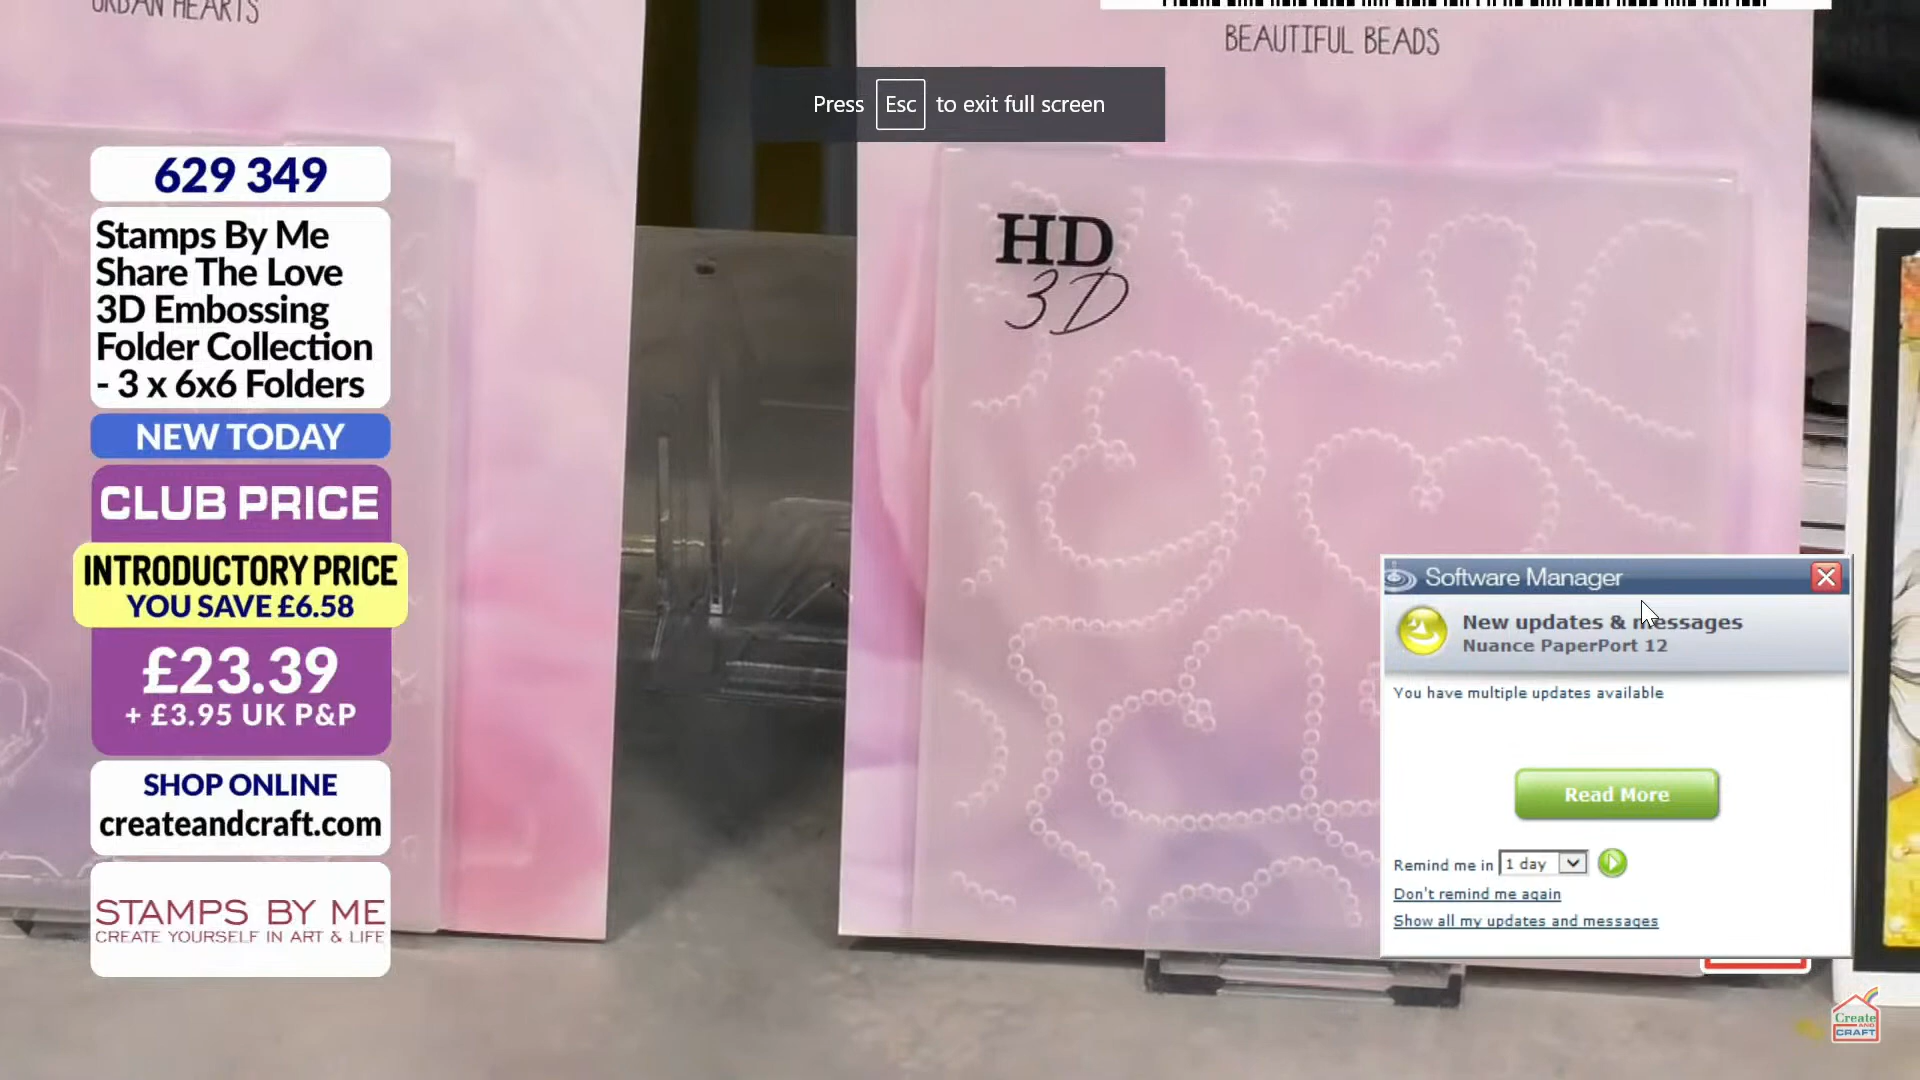 URBAN HEARTS
BEAUTIFUL BEADS
Press Esc to exit full screen
HD
3D
629 349
Stamps By Me
Share The Love
3D Embossing
Folder Collection
- 3 x 6x6 Folders
NEW TODAY
CLUB PRICE
INTRODUCTORY PRICE
YOU SAVE £6.58
£23.39
+ £3.95 UK P&P
SHOP ONLINE
createandcraft.com
STAMPS BY ME
CREATE YOURSELF IN ART & LIFE
Software Manager
New updates & messages
Nuance PaperPort 12
You have multiple updates available
Read More
Remind me in 1 day
Don't remind me again
Show all my updates and messages
Create
AND
CRAFT